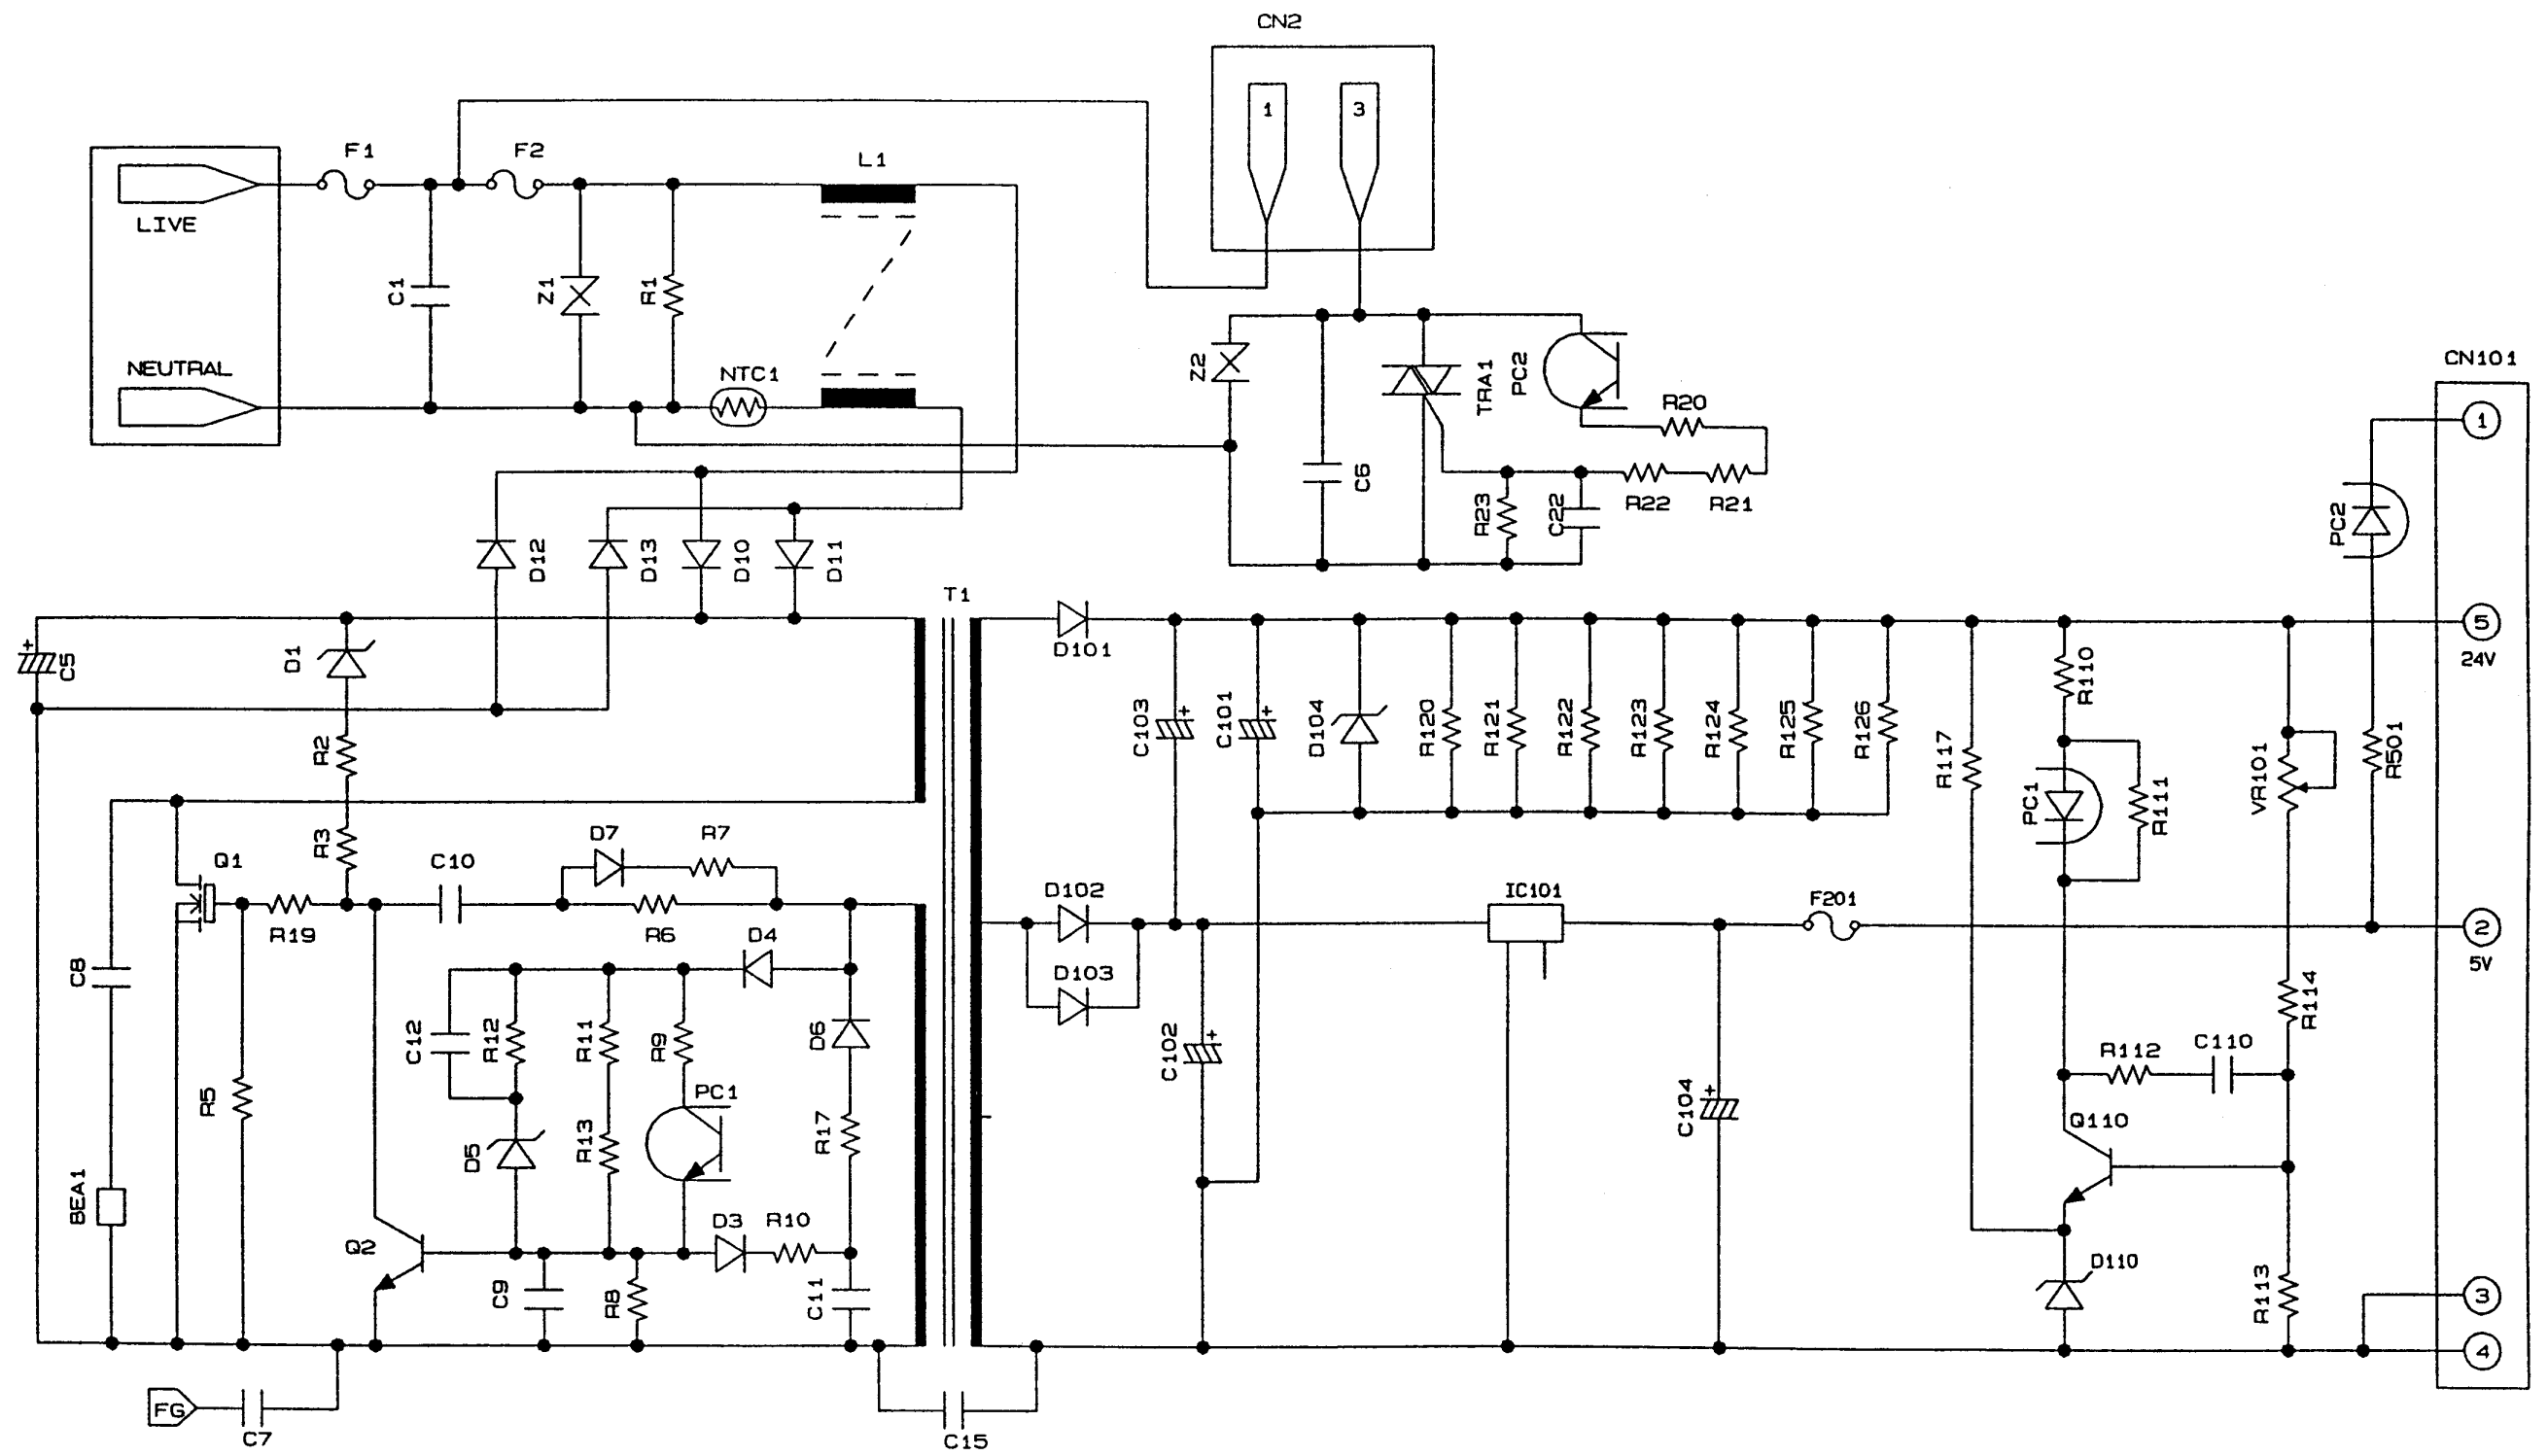 CN2
1 3
F1 F2 L1
LIVE
C1 Z1 R1
NEUTRAL
NTC1
Z2
C6
TRA1
PC2
R20
R22 R21
R23 C22
CN101
1
PC2
D12 D13 D10 D11
T1
+
C5
D1
D101
5
24V
R2
C103 +
C101 +
D104
R120 R121 R122 R123 R124 R125 R126
R117
R110
PC1
R111
VR101
R501
R3
Q1
C10
D7 R7
R19
R6
D4
D102
D103
IC101
F201
2
5V
C8
R5
C12 R12 R11 R9
D6
C102 +
C104 +
R114
R112 C110
PC1
R13
R17
D5
Q110
BEA1
Q2
D3 R10
C9 R8 C11
D110
R113
3
4
FG
C7
C15